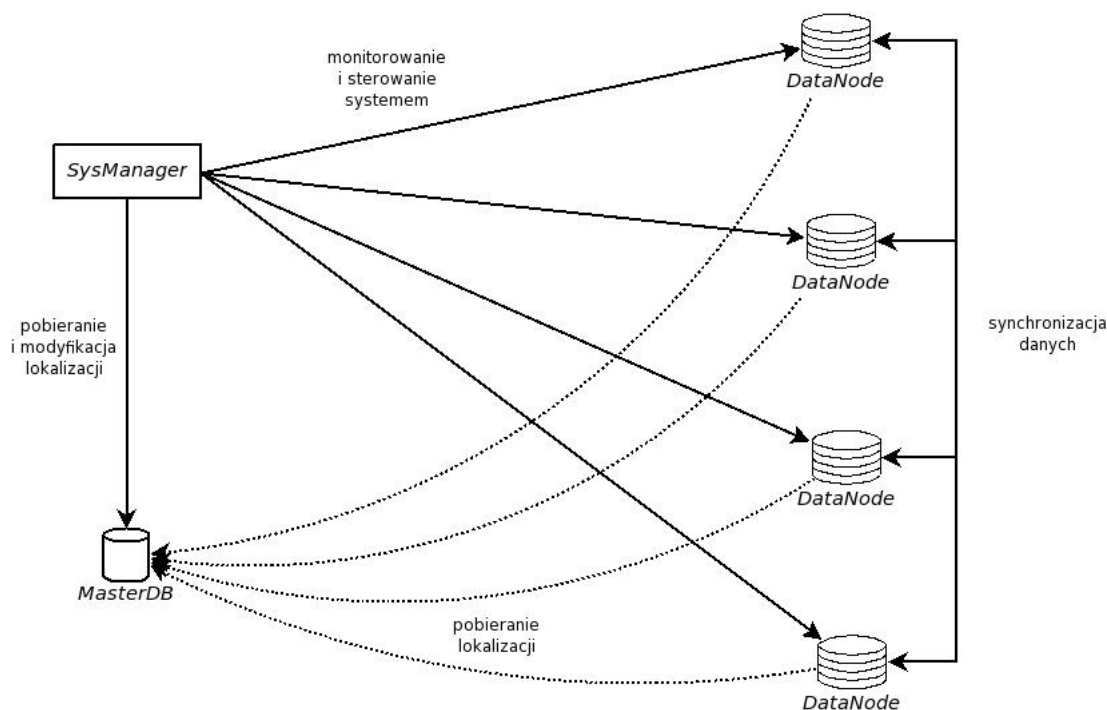 monitorowanie
i sterowanie
systemem
DataNode
SysManager
DataNode
pobieranie
i modyfikacja
lokalizacji
synchronizacja
danych
DataNode
MasterDB
pobieranie
lokalizacji
DataNode